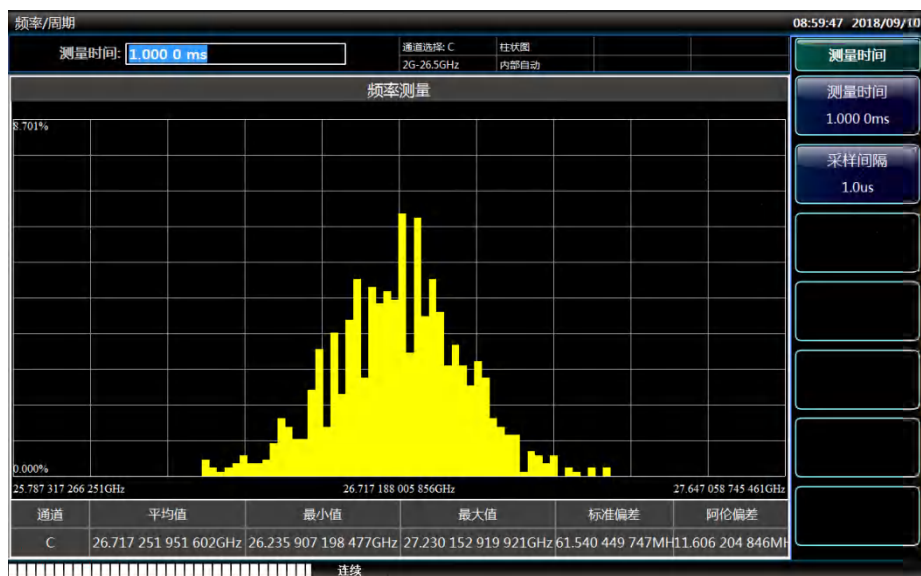 频率/周期 08:59:47 2018/09/10
测量时间: 1.000 0 ms
通道选择: C 柱状图
2G-26.5GHz 内部自动
测量时间
频率测量
测量时间
1.000 0ms
采样间隔
1.0us
8.701%
0.000%
25.787 317 266 251GHz 26.717 188 005 856GHz 27.647 058 745 461GHz
通道 平均值 最小值 最大值 标准偏差 阿伦偏差
C 26.717 251 951 602GHz 26.235 907 198 477GHz 27.230 152 919 921GHz 61.540 449 747MH 11.606 204 846MH
连续